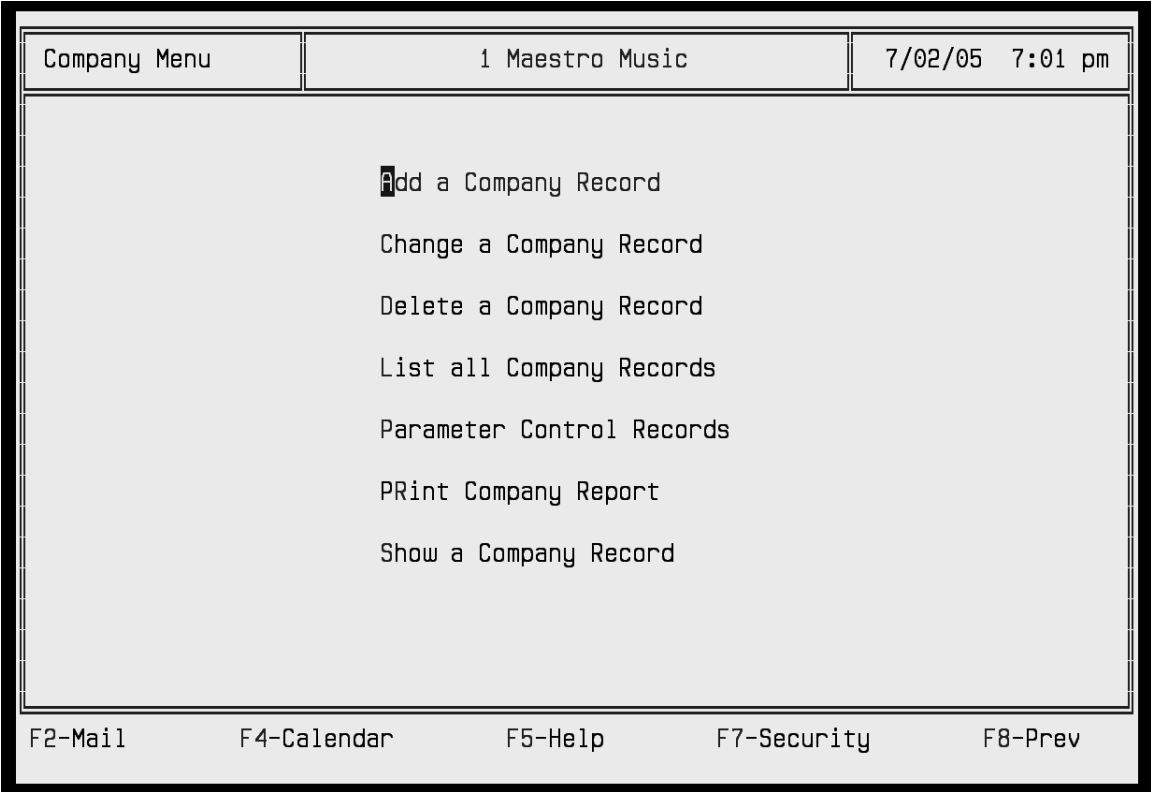 Company Menu 1 Maestro Music 7/02/05 7:01 pm
Add a Company Record
Change a Company Record
Delete a Company Record
List all Company Records
Parameter Control Records
PRint Company Report
Show a Company Record
F2-Mail F4-Calendar F5-Help F7-Security F8-Prev